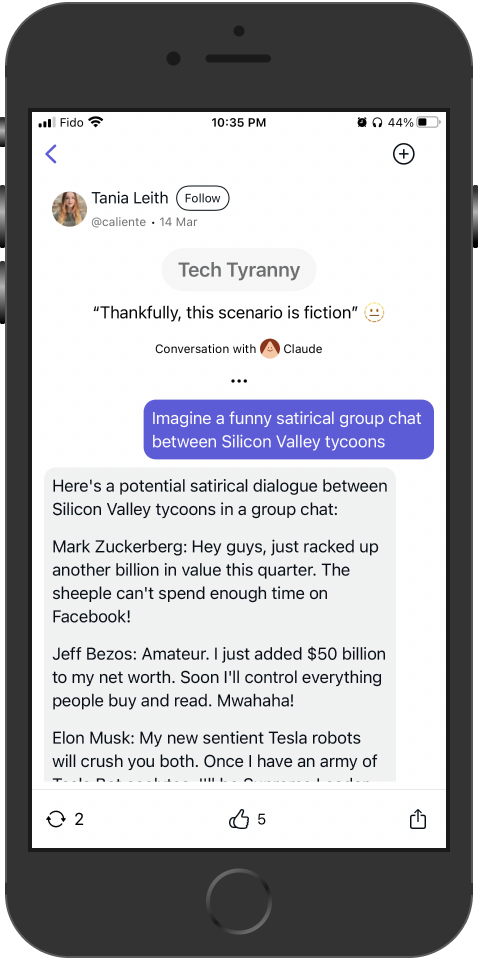 Fido 10:35 PM 44%
Tania Leith Follow
@caliente • 14 Mar
Tech Tyranny
“Thankfully, this scenario is fiction” 🫥
Conversation with Claude
•••
Imagine a funny satirical group chat
between Silicon Valley tycoons
Here's a potential satirical dialogue between
Silicon Valley tycoons in a group chat:
Mark Zuckerberg: Hey guys, just racked up
another billion in value this quarter. The
sheeple can't spend enough time on
Facebook!
Jeff Bezos: Amateur. I just added $50 billion
to my net worth. Soon I'll control everything
people buy and read. Mwahaha!
Elon Musk: My new sentient Tesla robots
will crush you both. Once I have an army of
2 5